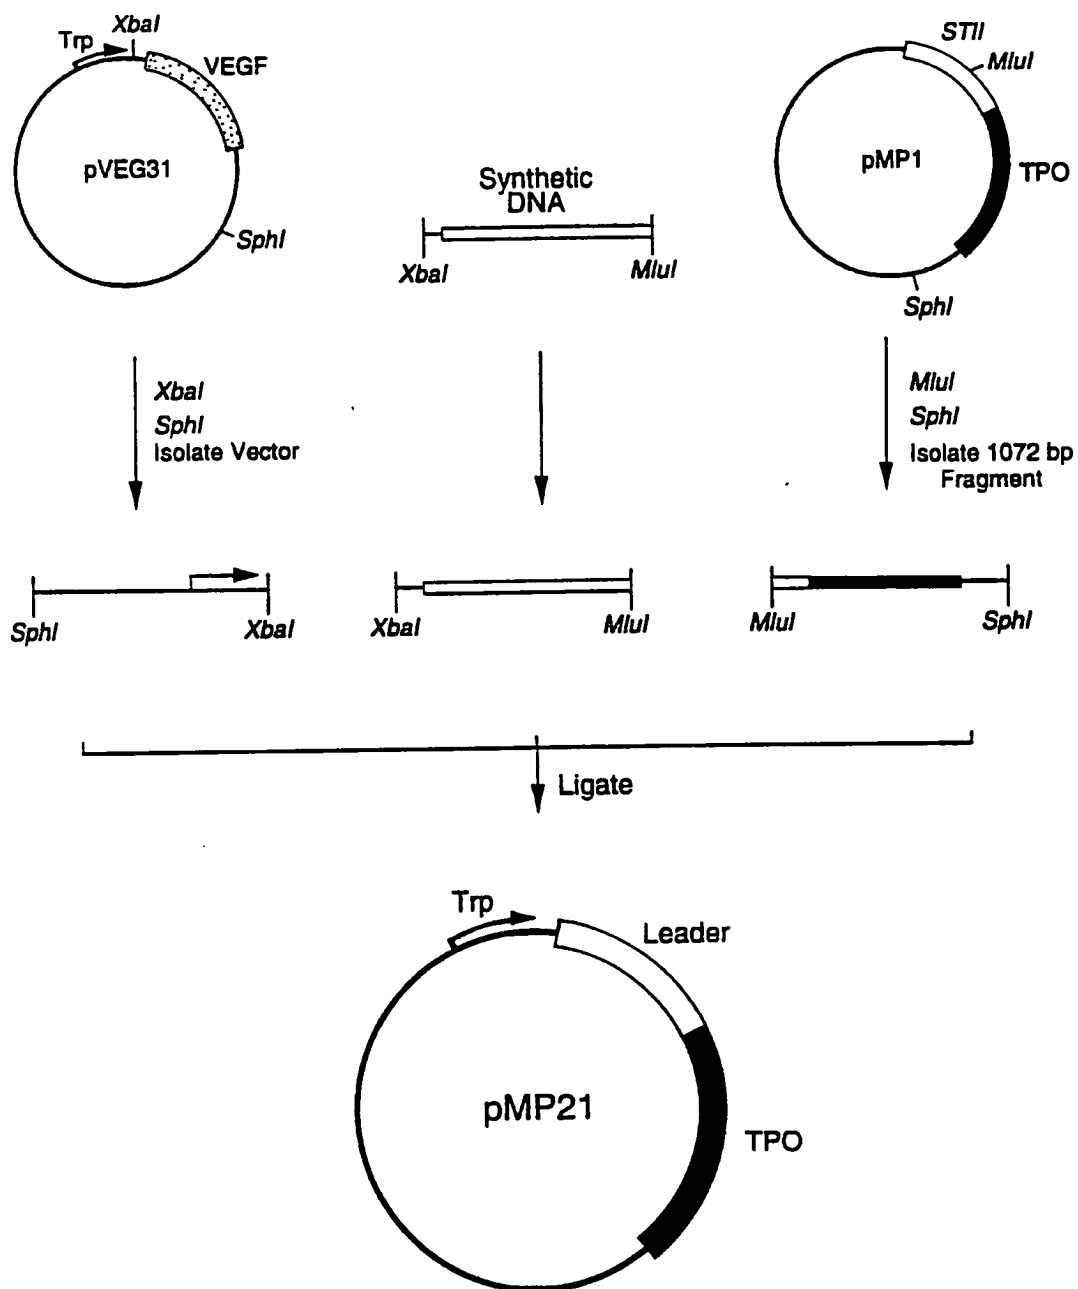 XbaI
Trp
VEGF
pVEG31
SphI
Synthetic
DNA
XbaI
MluI
STII
MluI
pMP1
TPO
SphI
XbaI
SphI
Isolate Vector
MluI
SphI
Isolate 1072 bp
Fragment
SphI
XbaI
XbaI
MluI
MluI
SphI
Ligate
Trp
Leader
pMP21
TPO